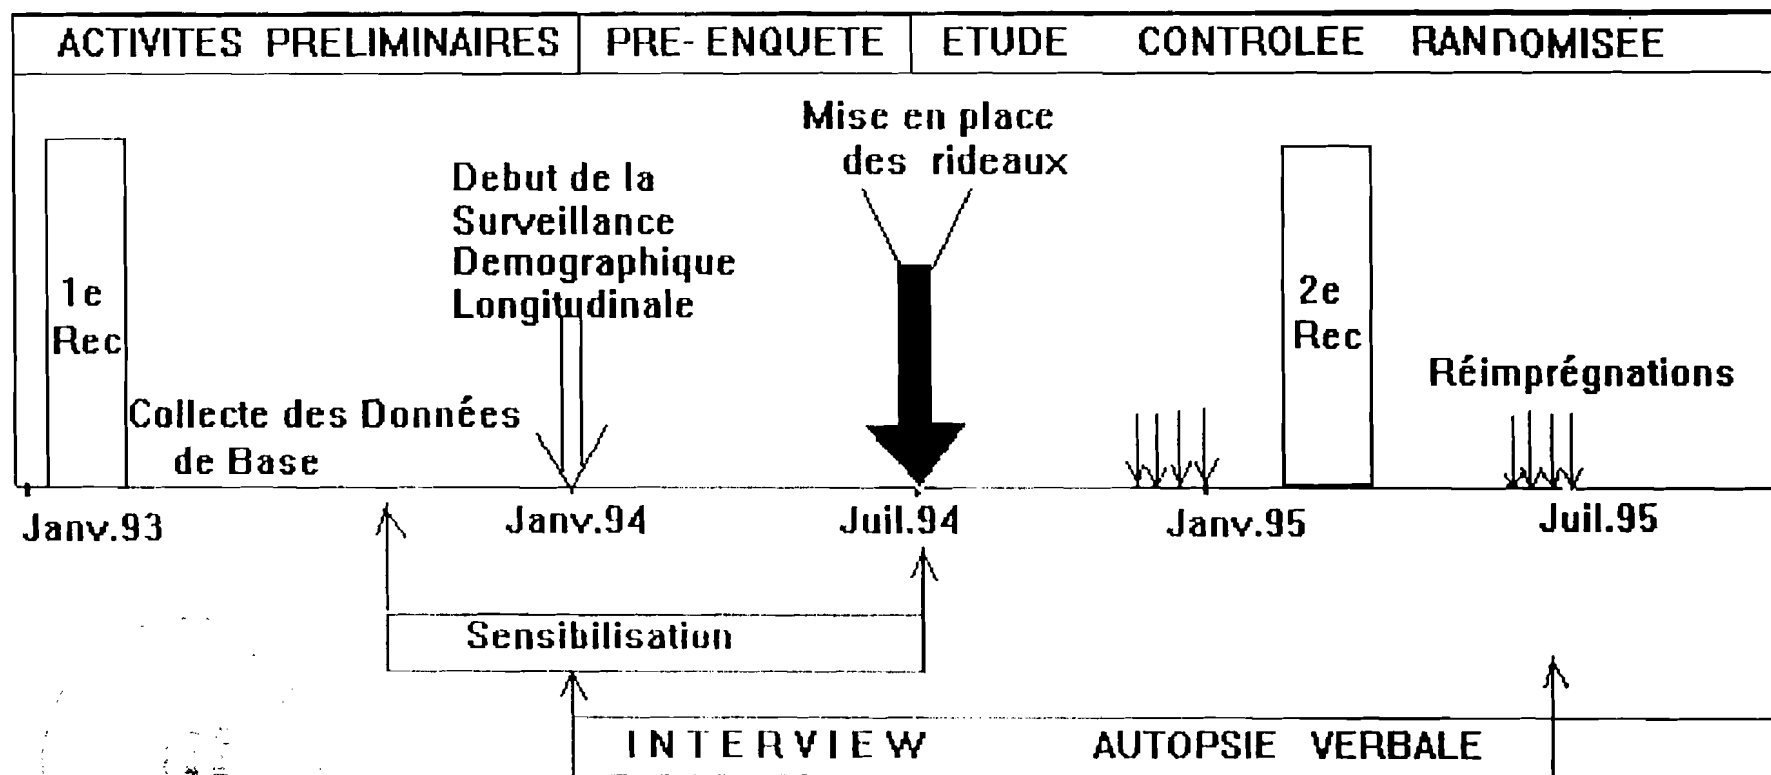 ACTIVITES PRELIMINAIRES PRE-ENQUETE ETUDE CONTROLEE RANDOMISEE
Mise en place
des rideaux
Debut de la
Surveillance
Demographique
Longitudinale
1e
Rec
2e
Rec
Réimprégnations
Collecte des Données
de Base
Janv.93 Janv.94 Juil.94 Janv.95 Juil.95
Sensibilisation
INTERVIEW AUTOPSIE VERBALE